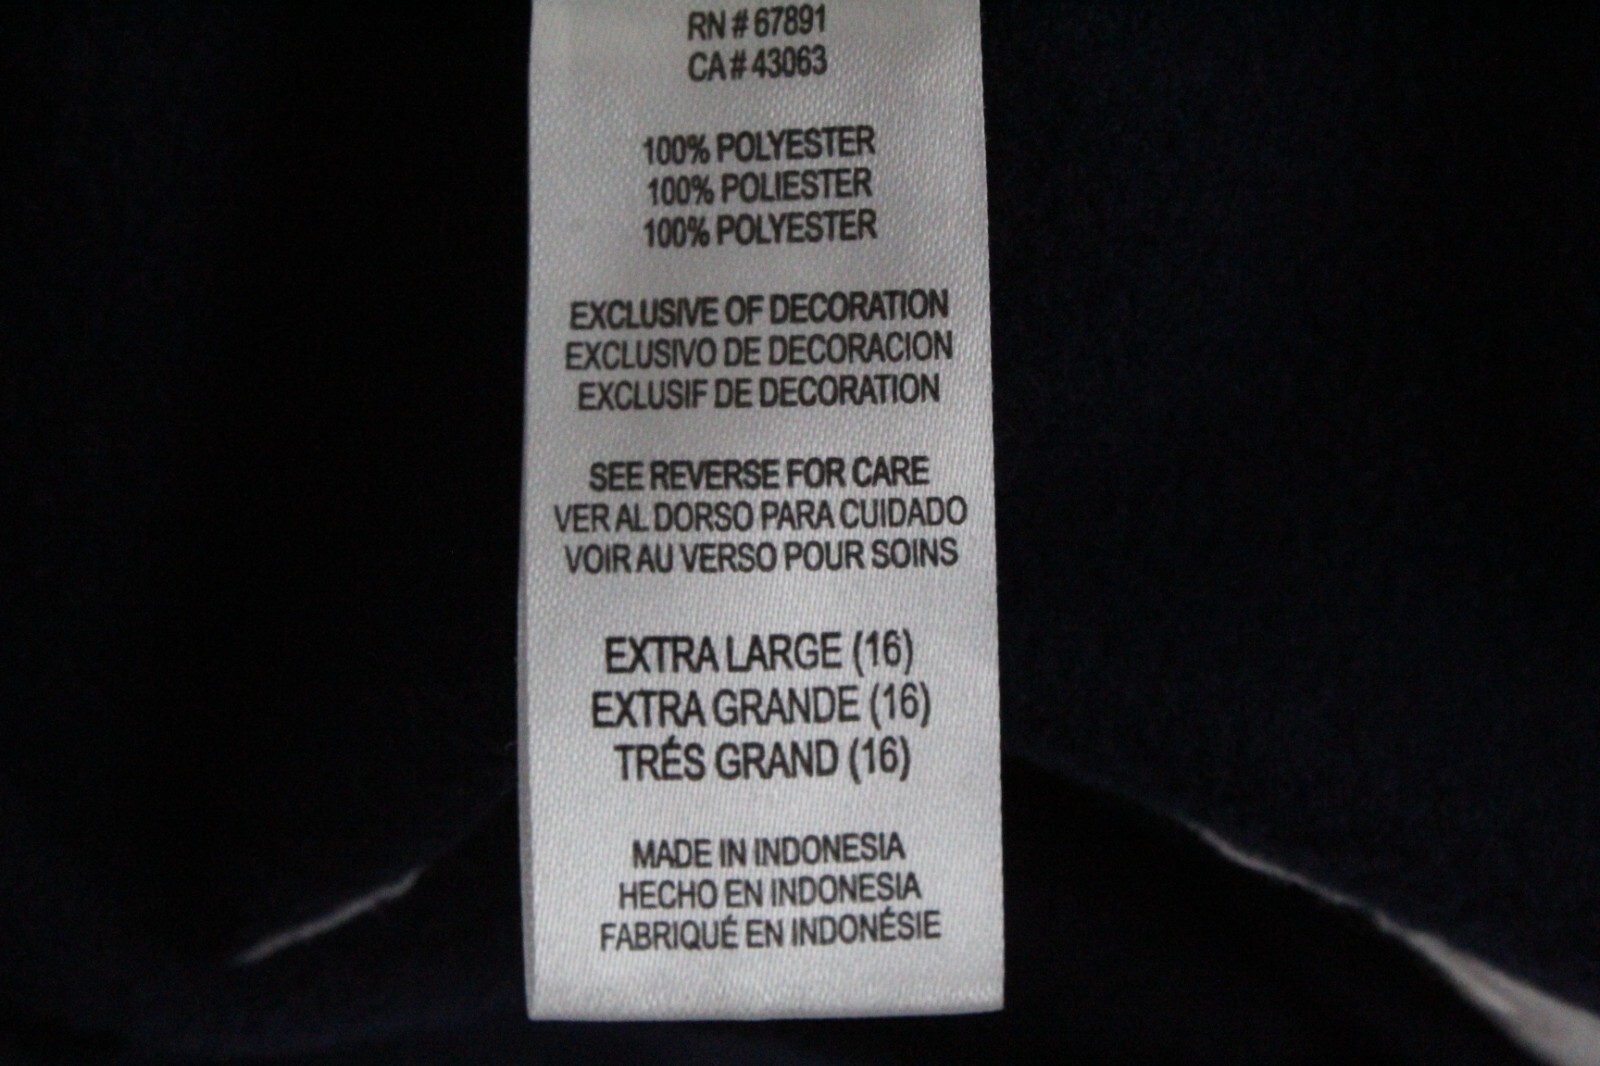 RN # 67891
CA # 43063
100% POLYESTER
100% POLIESTER
100% POLYESTER
EXCLUSIVE OF DECORATION
EXCLUSIVO DE DECORACION
EXCLUSIF DE DECORATION
SEE REVERSE FOR CARE
VER AL DORSO PARA CUIDADO
VOIR AU VERSO POUR SOINS
EXTRA LARGE (16)
EXTRA GRANDE (16)
TRÉS GRAND (16)
MADE IN INDONESIA
HECHO EN INDONESIA
FABRIQUÉ EN INDONÉSIE